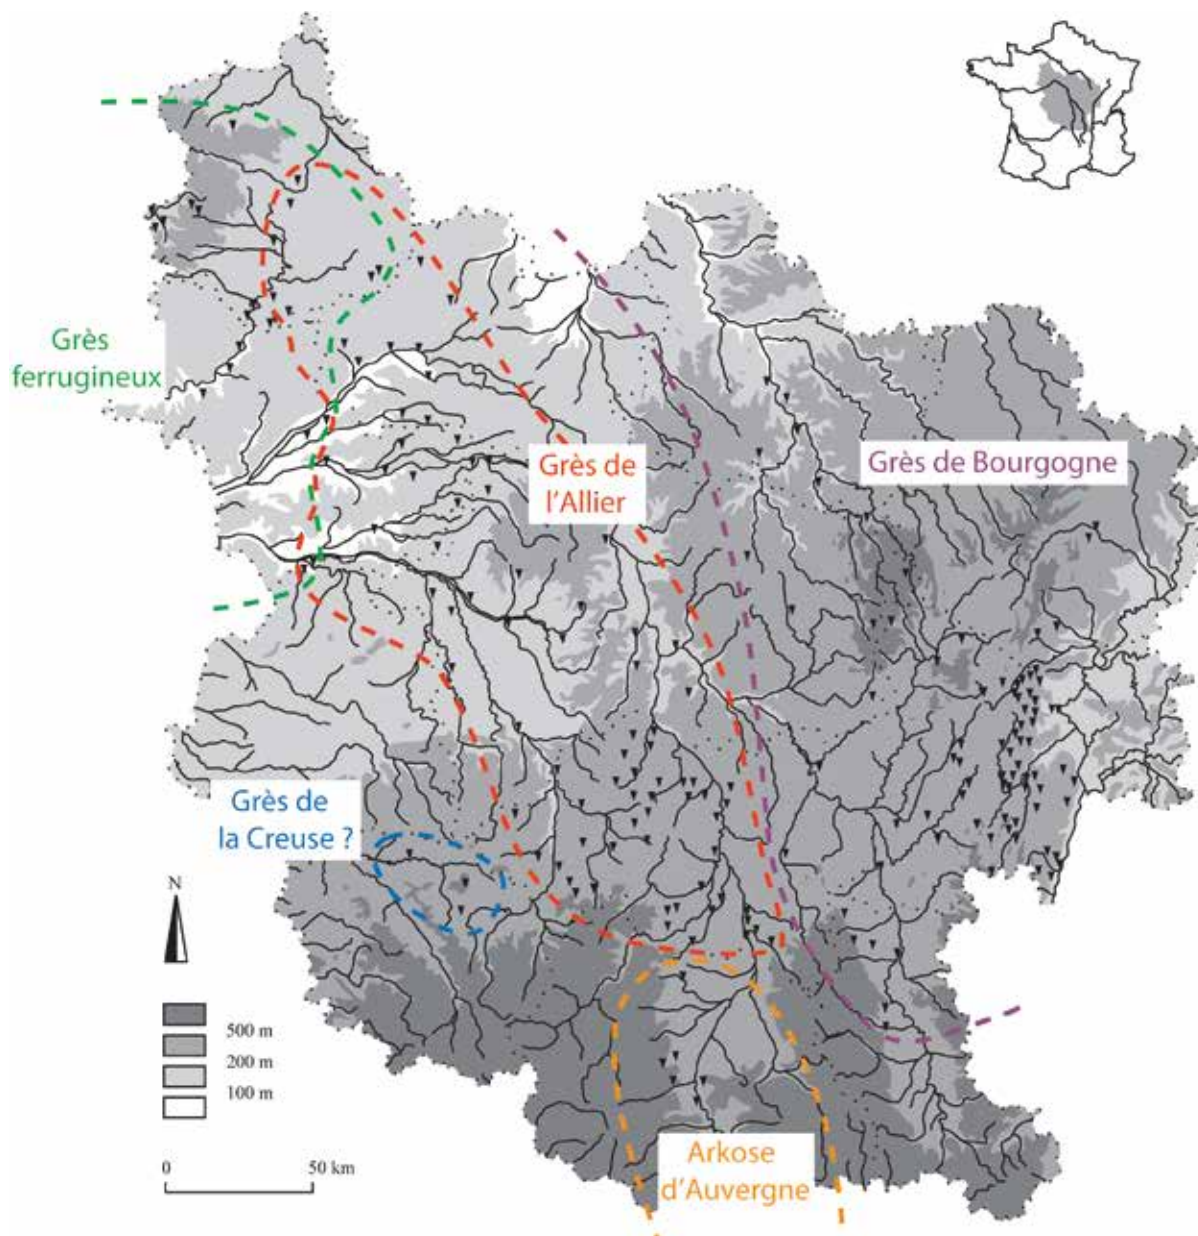 Grès
ferrugineux
Grès de
l'Allier
Grès de Bourgogne
Grès de
la Creuse ?
N
500 m
200 m
100 m
0 50 km
Arkose
d'Auvergne